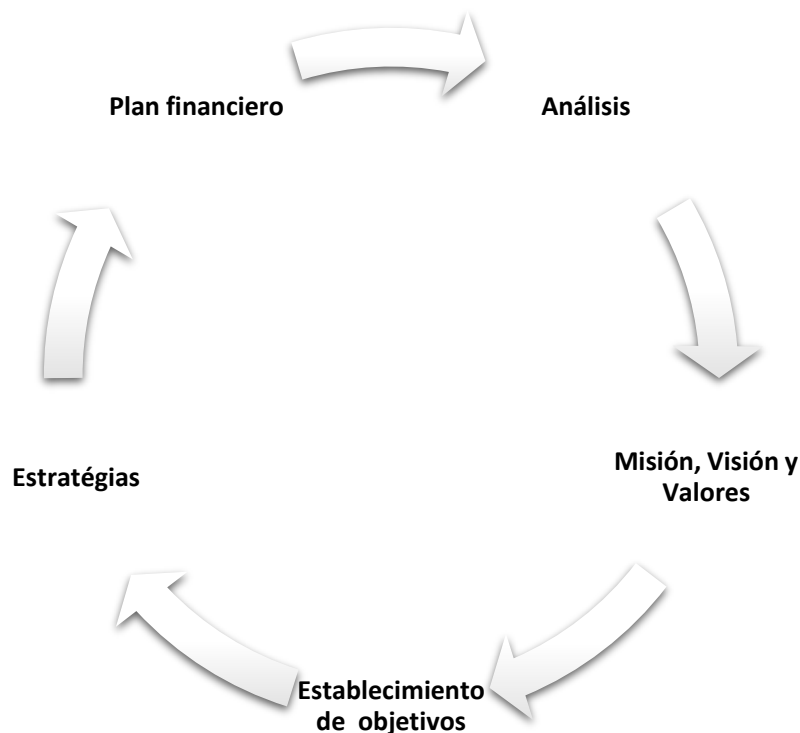 Plan financiero
Análisis
Misión, Visión y
Valores
Establecimiento
de objetivos
Estratégias